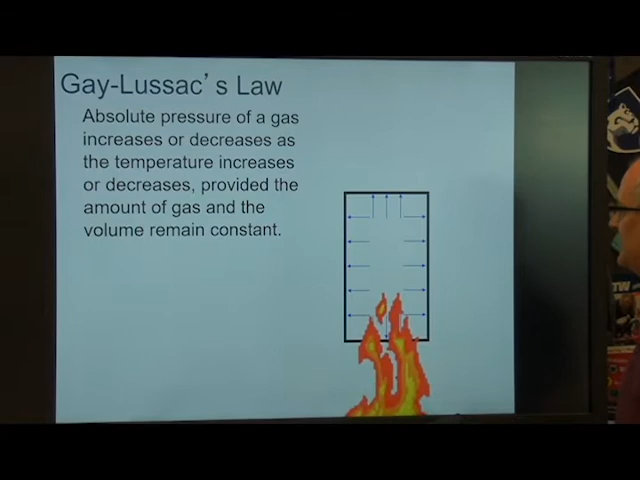 Gay-Lussac’s Law
Absolute pressure of a gas
increases or decreases as
the temperature increases
or decreases, provided the
amount of gas and the
volume remain constant.